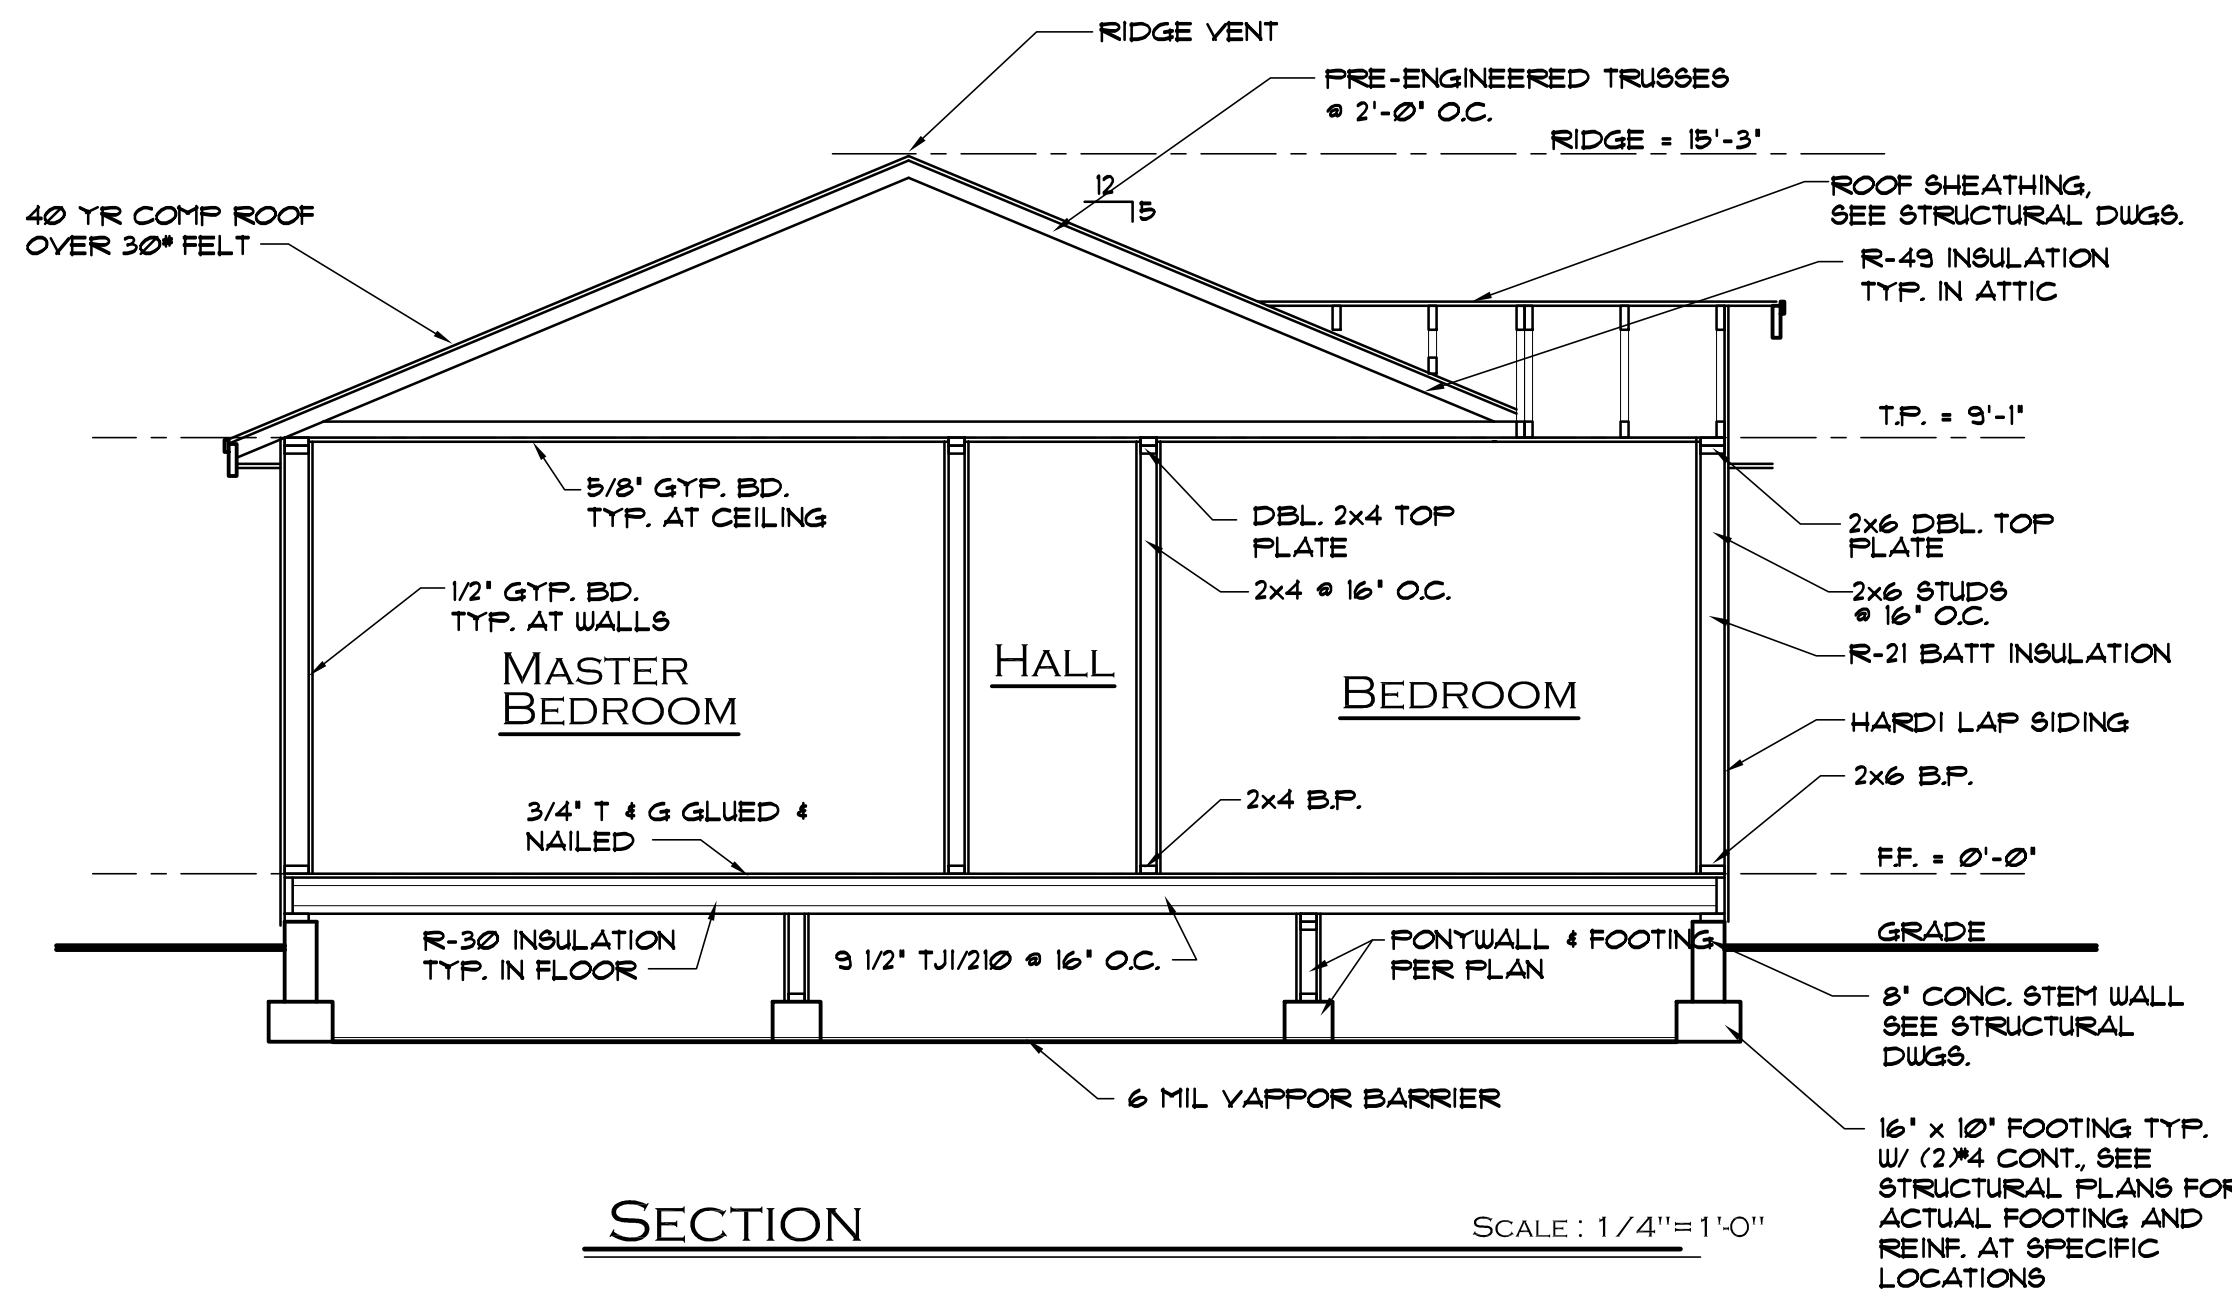 RIDGE VENT
PRE-ENGINEERED TRUSSES
@ 2'-0" O.C.
RIDGE = 15'-3"
12
5
ROOF SHEATHING,
SEE STRUCTURAL DWGS.
40 YR COMP ROOF
OVER 30# FELT
R-49 INSULATION
TYP. IN ATTIC
T.P. = 9'-1"
5/8" GYP. BD.
TYP. AT CEILING
DBL. 2x4 TOP
PLATE
2x6 DBL. TOP
PLATE
1/2" GYP. BD.
TYP. AT WALLS
2x4 @ 16" O.C.
2x6 STUDS
@ 16" O.C.
R-21 BATT INSULATION
MASTER
BEDROOM
HALL
BEDROOM
HARDI LAP SIDING
2x6 B.P.
3/4" T & G GLUED &
NAILED
2x4 B.P.
F.F. = 0'-0"
GRADE
R-30 INSULATION
TYP. IN FLOOR
9 1/2" TJI/210 @ 16" O.C.
PONYWALL & FOOTING
PER PLAN
8" CONC. STEM WALL
SEE STRUCTURAL
DWGS.
6 MIL VAPPOR BARRIER
16" x 10" FOOTING TYP.
W/ (2)#4 CONT., SEE
STRUCTURAL PLANS FOR
ACTUAL FOOTING AND
REINF. AT SPECIFIC
LOCATIONS
SECTION
SCALE : 1/4"=1'-0"